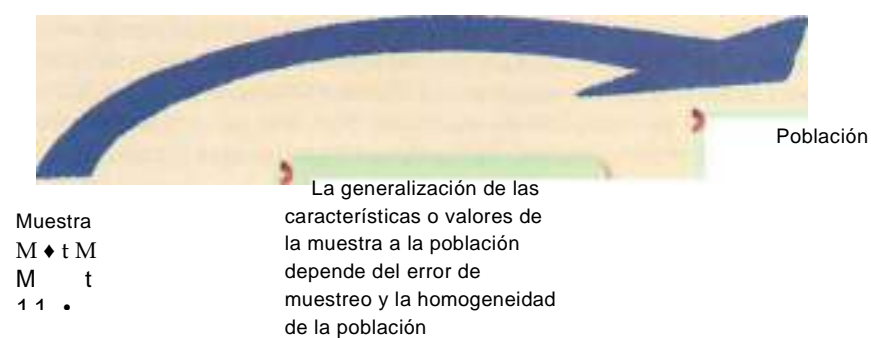 Población
La generalización de las
características o valores de
la muestra a la población
depende del error de
muestreo y la homogeneidad
de la población
Muestra
M ♦ t M
M t
11 •